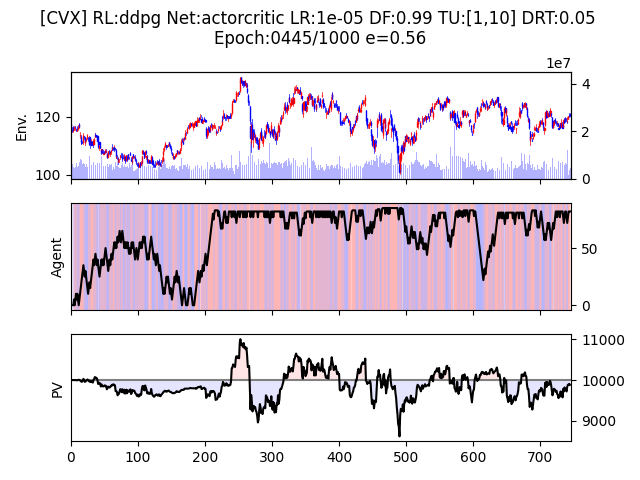 [CVX] RL:ddpg Net:actorcritic LR:1e-05 DF:0.99 TU:[1,10] DRT:0.05
Epoch:0445/1000 e=0.56
1e7
Env.
120
100
4
2
0
Agent
50
0
PV
11000
10000
9000
0 100 200 300 400 500 600 700